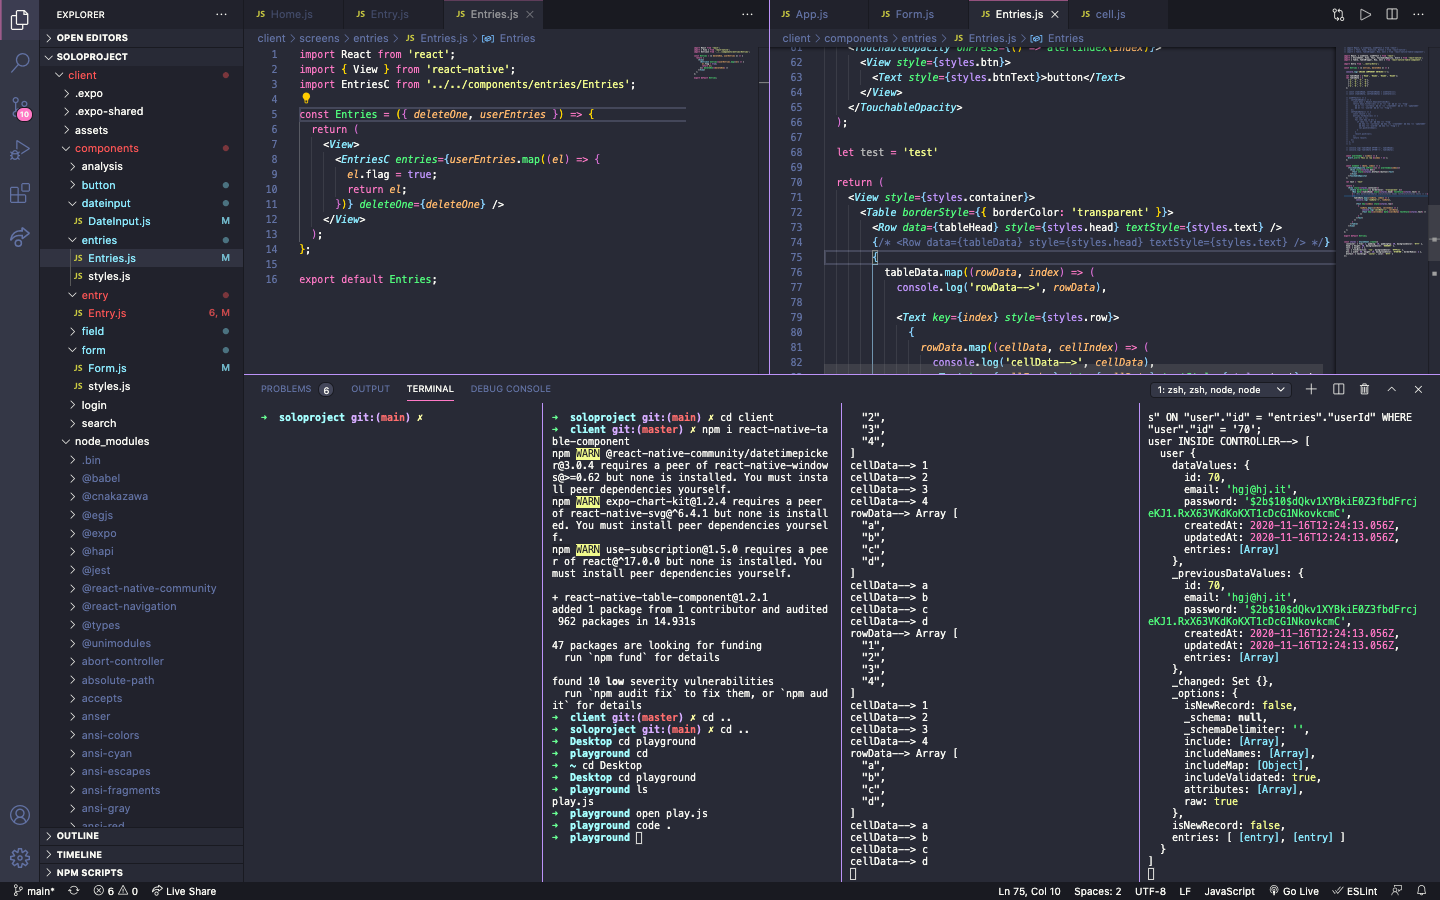 EXPLORER
OPEN EDITORS
SOLOPROJECT
client
.expo
.expo-shared
assets
components
analysis
button
dateinput
DateInput.js M
entries
Entries.js M
styles.js
entry
Entry.js 6, M
field
form
Form.js M
styles.js
login
search
node_modules
.bin
@babel
@cnakazawa
@egjs
@expo
@hapi
@jest
@react-native-community
@react-navigation
@types
@unimodules
abort-controller
absolute-path
accepts
anser
ansi-colors
ansi-cyan
ansi-escapes
ansi-fragments
ansi-gray
ansi-red
OUTLINE
TIMELINE
NPM SCRIPTS
10
JS Home.js JS Entry.js JS Entries.js
client > screens > entries > JS Entries.js > Entries
1 import React from 'react';
2 import { View } from 'react-native';
3 import EntriesC from '../../components/entries/Entries';
4
5 const Entries = ({ deleteOne, userEntries }) => {
6 return (
7 <View>
8 <EntriesC entries={userEntries.map((el) => {
9 el.flag = true;
10 return el;
11 })} deleteOne={deleteOne} />
12 </View>
13 );
14 };
15
16 export default Entries;
JS App.js JS Form.js JS Entries.js JS cell.js
client > components > entries > JS Entries.js > Entries
61 <TouchableOpacity onPress={() => alertIndex(index)}>
62 <View style={styles.btn}>
63 <Text style={styles.btnText}>button</Text>
64 </View>
65 </TouchableOpacity>
66 );
67
68 let test = 'test'
69
70 return (
71 <View style={styles.container}>
72 <Table borderStyle={{ borderColor: 'transparent' }}>
73 <Row data={tableHead} style={styles.head} textStyle={styles.text} />
74 {/* <Row data={tableData} style={styles.head} textStyle={styles.text} /> */}
75 {
76 tableData.map((rowData, index) => (
77 console.log('rowData-->', rowData),
78
79 <Text key={index} style={styles.row}>
80 {
81 rowData.map((cellData, cellIndex) => (
82 console.log('cellData-->', cellData),
PROBLEMS 6 OUTPUT TERMINAL DEBUG CONSOLE
1: zsh, zsh, node, node
➜ soloproject git:(main) ✗
➜ soloproject git:(main) ✗ cd client
➜ client git:(master) ✗ npm i react-native-ta
ble-component
npm WARN @react-native-community/datetimepicke
r@3.0.4 requires a peer of react-native-window
s@>=0.62 but none is installed. You must insta
ll peer dependencies yourself.
npm WARN expo-chart-kit@1.2.4 requires a peer
of react-native-svg@^6.4.1 but none is install
ed. You must install peer dependencies yoursel
f.
npm WARN use-subscription@1.5.0 requires a pee
r of react@^17.0.0 but none is installed. You
must install peer dependencies yourself.
+ react-native-table-component@1.2.1
added 1 package from 1 contributor and audited
962 packages in 14.931s
47 packages are looking for funding
run `npm fund` for details
found 10 low severity vulnerabilities
run `npm audit fix` to fix them, or `npm aud
it` for details
➜ client git:(master) ✗ cd ..
➜ soloproject git:(main) ✗ cd ..
➜ Desktop cd playground
➜ playground cd
➜ ~ cd Desktop
➜ Desktop cd playground
➜ playground ls
play.js
➜ playground open play.js
➜ playground code .
➜ playground
"2",
"3",
"4",
]
cellData--> 1
cellData--> 2
cellData--> 3
cellData--> 4
rowData--> Array [
"a",
"b",
"c",
"d",
]
cellData--> a
cellData--> b
cellData--> c
cellData--> d
rowData--> Array [
"1",
"2",
"3",
"4",
]
cellData--> 1
cellData--> 2
cellData--> 3
cellData--> 4
rowData--> Array [
"a",
"b",
"c",
"d",
]
cellData--> a
cellData--> b
cellData--> c
cellData--> d
s" ON "user"."id" = "entries"."userId" WHERE
"user"."id" = '70';
user INSIDE CONTROLLER--> [
user {
dataValues: {
id: 70,
email: 'hgj@hj.it',
password: '$2b$10$dQkv1XYBkiE0Z3fbdFrcj
eKJ1.RxX63VKdKoKXT1cDcG1NkovkcmC',
createdAt: 2020-11-16T12:24:13.056Z,
updatedAt: 2020-11-16T12:24:13.056Z,
entries: [Array]
},
_previousDataValues: {
id: 70,
email: 'hgj@hj.it',
password: '$2b$10$dQkv1XYBkiE0Z3fbdFrcj
eKJ1.RxX63VKdKoKXT1cDcG1NkovkcmC',
createdAt: 2020-11-16T12:24:13.056Z,
updatedAt: 2020-11-16T12:24:13.056Z,
entries: [Array]
},
_changed: Set {},
_options: {
isNewRecord: false,
_schema: null,
_schemaDelimiter: '',
include: [Array],
includeNames: [Array],
includeMap: [Object],
includeValidated: true,
attributes: [Array],
raw: true
},
isNewRecord: false,
entries: [ [entry], [entry] ]
}
]
main* 6 0 Live Share
Ln 75, Col 10 Spaces: 2 UTF-8 LF JavaScript Go Live ESLint